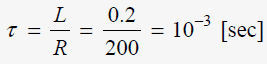 τ = L/R = 0.2/200 = 10⁻³ [sec]